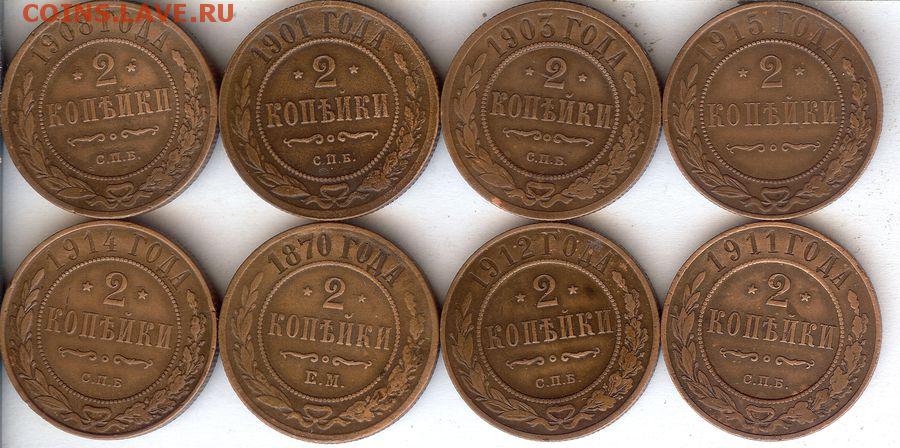 COINS.LAVE.RU
1908 ГОДА
2
КОПѢЙКИ
С.П.Б.
1901 ГОДА
2
КОПѢЙКИ
С.П.Б.
1903 ГОДА
2
КОПѢЙКИ
С.П.Б.
1915 ГОДА
2
КОПѢЙКИ
1914 ГОДА
2
КОПѢЙКИ
С.П.Б
1870 ГОДА
2
КОПѢЙКИ
Е.М.
1912 ГОДА
2
КОПѢЙКИ
С.П.Б.
1911 ГОДА
2
КОПѢЙКИ
С.П.Б.